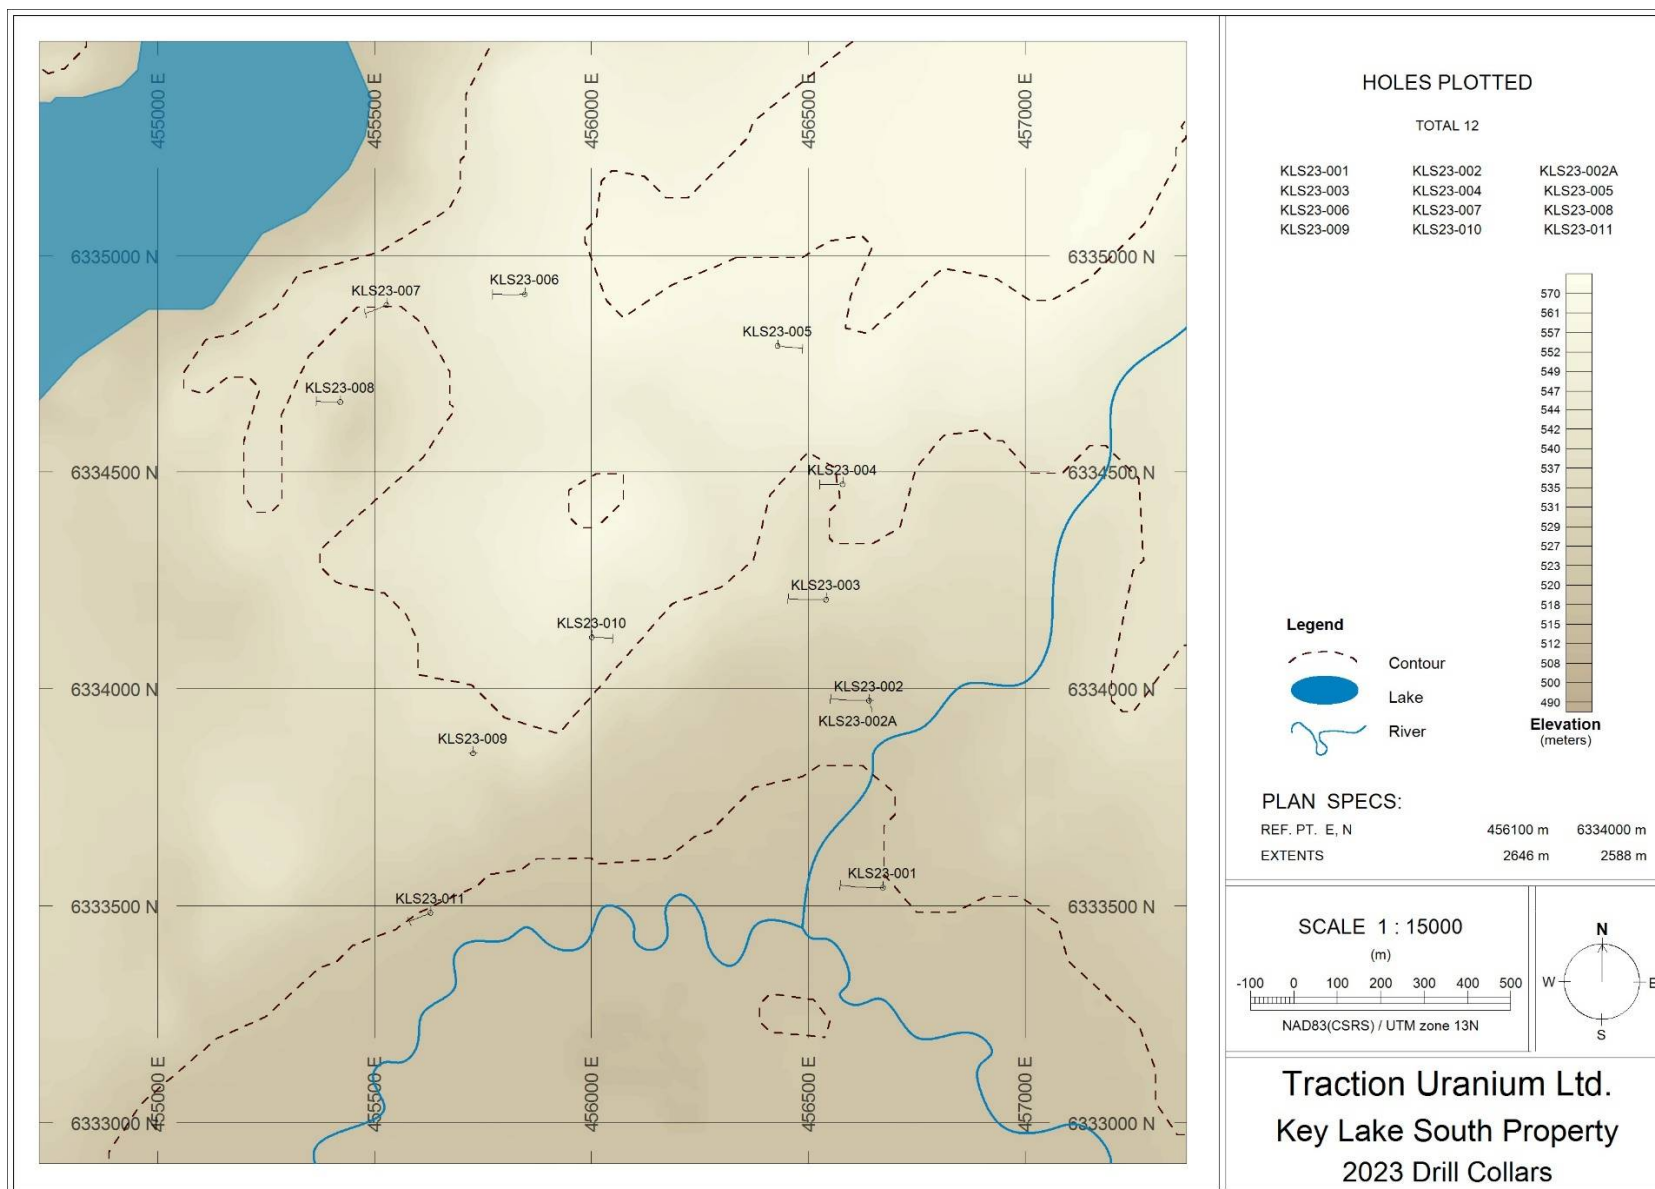 455000 E 455500 E 456000 E 456500 E 457000 E
6335000 N 6335000 N
KLS23-006
KLS23-007
KLS23-005
KLS23-008
6334500 N 6334500 N
KLS23-004
KLS23-003
KLS23-010
6334000 N 6334000 N
KLS23-002
KLS23-002A
KLS23-009
KLS23-001
KLS23-011
6333500 N 6333500 N
455000 E 455500 E 456000 E 456500 E 457000 E
6333000 N 6333000 N
HOLES PLOTTED
TOTAL 12
KLS23-001 KLS23-002 KLS23-002A
KLS23-003 KLS23-004 KLS23-005
KLS23-006 KLS23-007 KLS23-008
KLS23-009 KLS23-010 KLS23-011
570
561
557
552
549
547
544
542
540
537
535
531
529
527
523
520
518
515
512
508
500
490
Elevation
(meters)
Legend
Contour
Lake
River
PLAN SPECS:
REF. PT. E, N 456100 m 6334000 m
EXTENTS 2646 m 2588 m
SCALE 1 : 15000
(m)
-100 0 100 200 300 400 500
NAD83(CSRS) / UTM zone 13N
N
W E
S
Traction Uranium Ltd.
Key Lake South Property
2023 Drill Collars